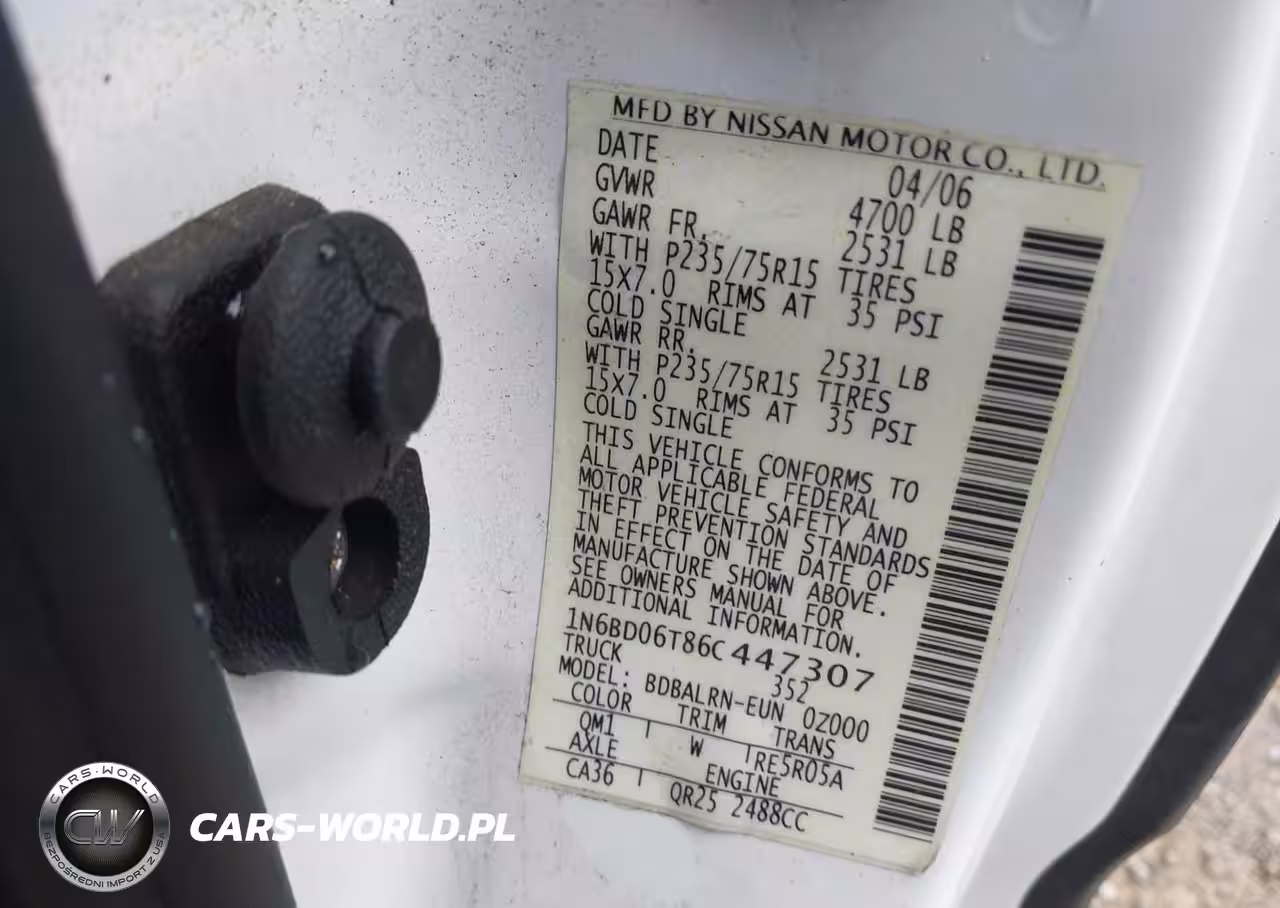 MFD BY NISSAN MOTOR CO., LTD.
DATE 04/06
GVWR 4700 LB
GAWR FR. 2531 LB
WITH P235/75R15 TIRES
15X7.0 RIMS AT 35 PSI
COLD SINGLE
GAWR RR. 2531 LB
WITH P235/75R15 TIRES
15X7.0 RIMS AT 35 PSI
COLD SINGLE
THIS VEHICLE CONFORMS TO
ALL APPLICABLE FEDERAL
MOTOR VEHICLE SAFETY AND
THEFT PREVENTION STANDARDS
IN EFFECT ON THE DATE OF
MANUFACTURE SHOWN ABOVE.
SEE OWNERS MANUAL FOR
ADDITIONAL INFORMATION.
1N6BD06T86C447307
TRUCK 352
MODEL: BDBALRN-EUN 0Z000
COLOR TRIM TRANS
QM1 W RE5R05A
AXLE ENGINE
CA36 QR25 2488CC
CARS-WORLD
CW
BEZPOŚREDNI IMPORT Z USA
CARS-WORLD.PL